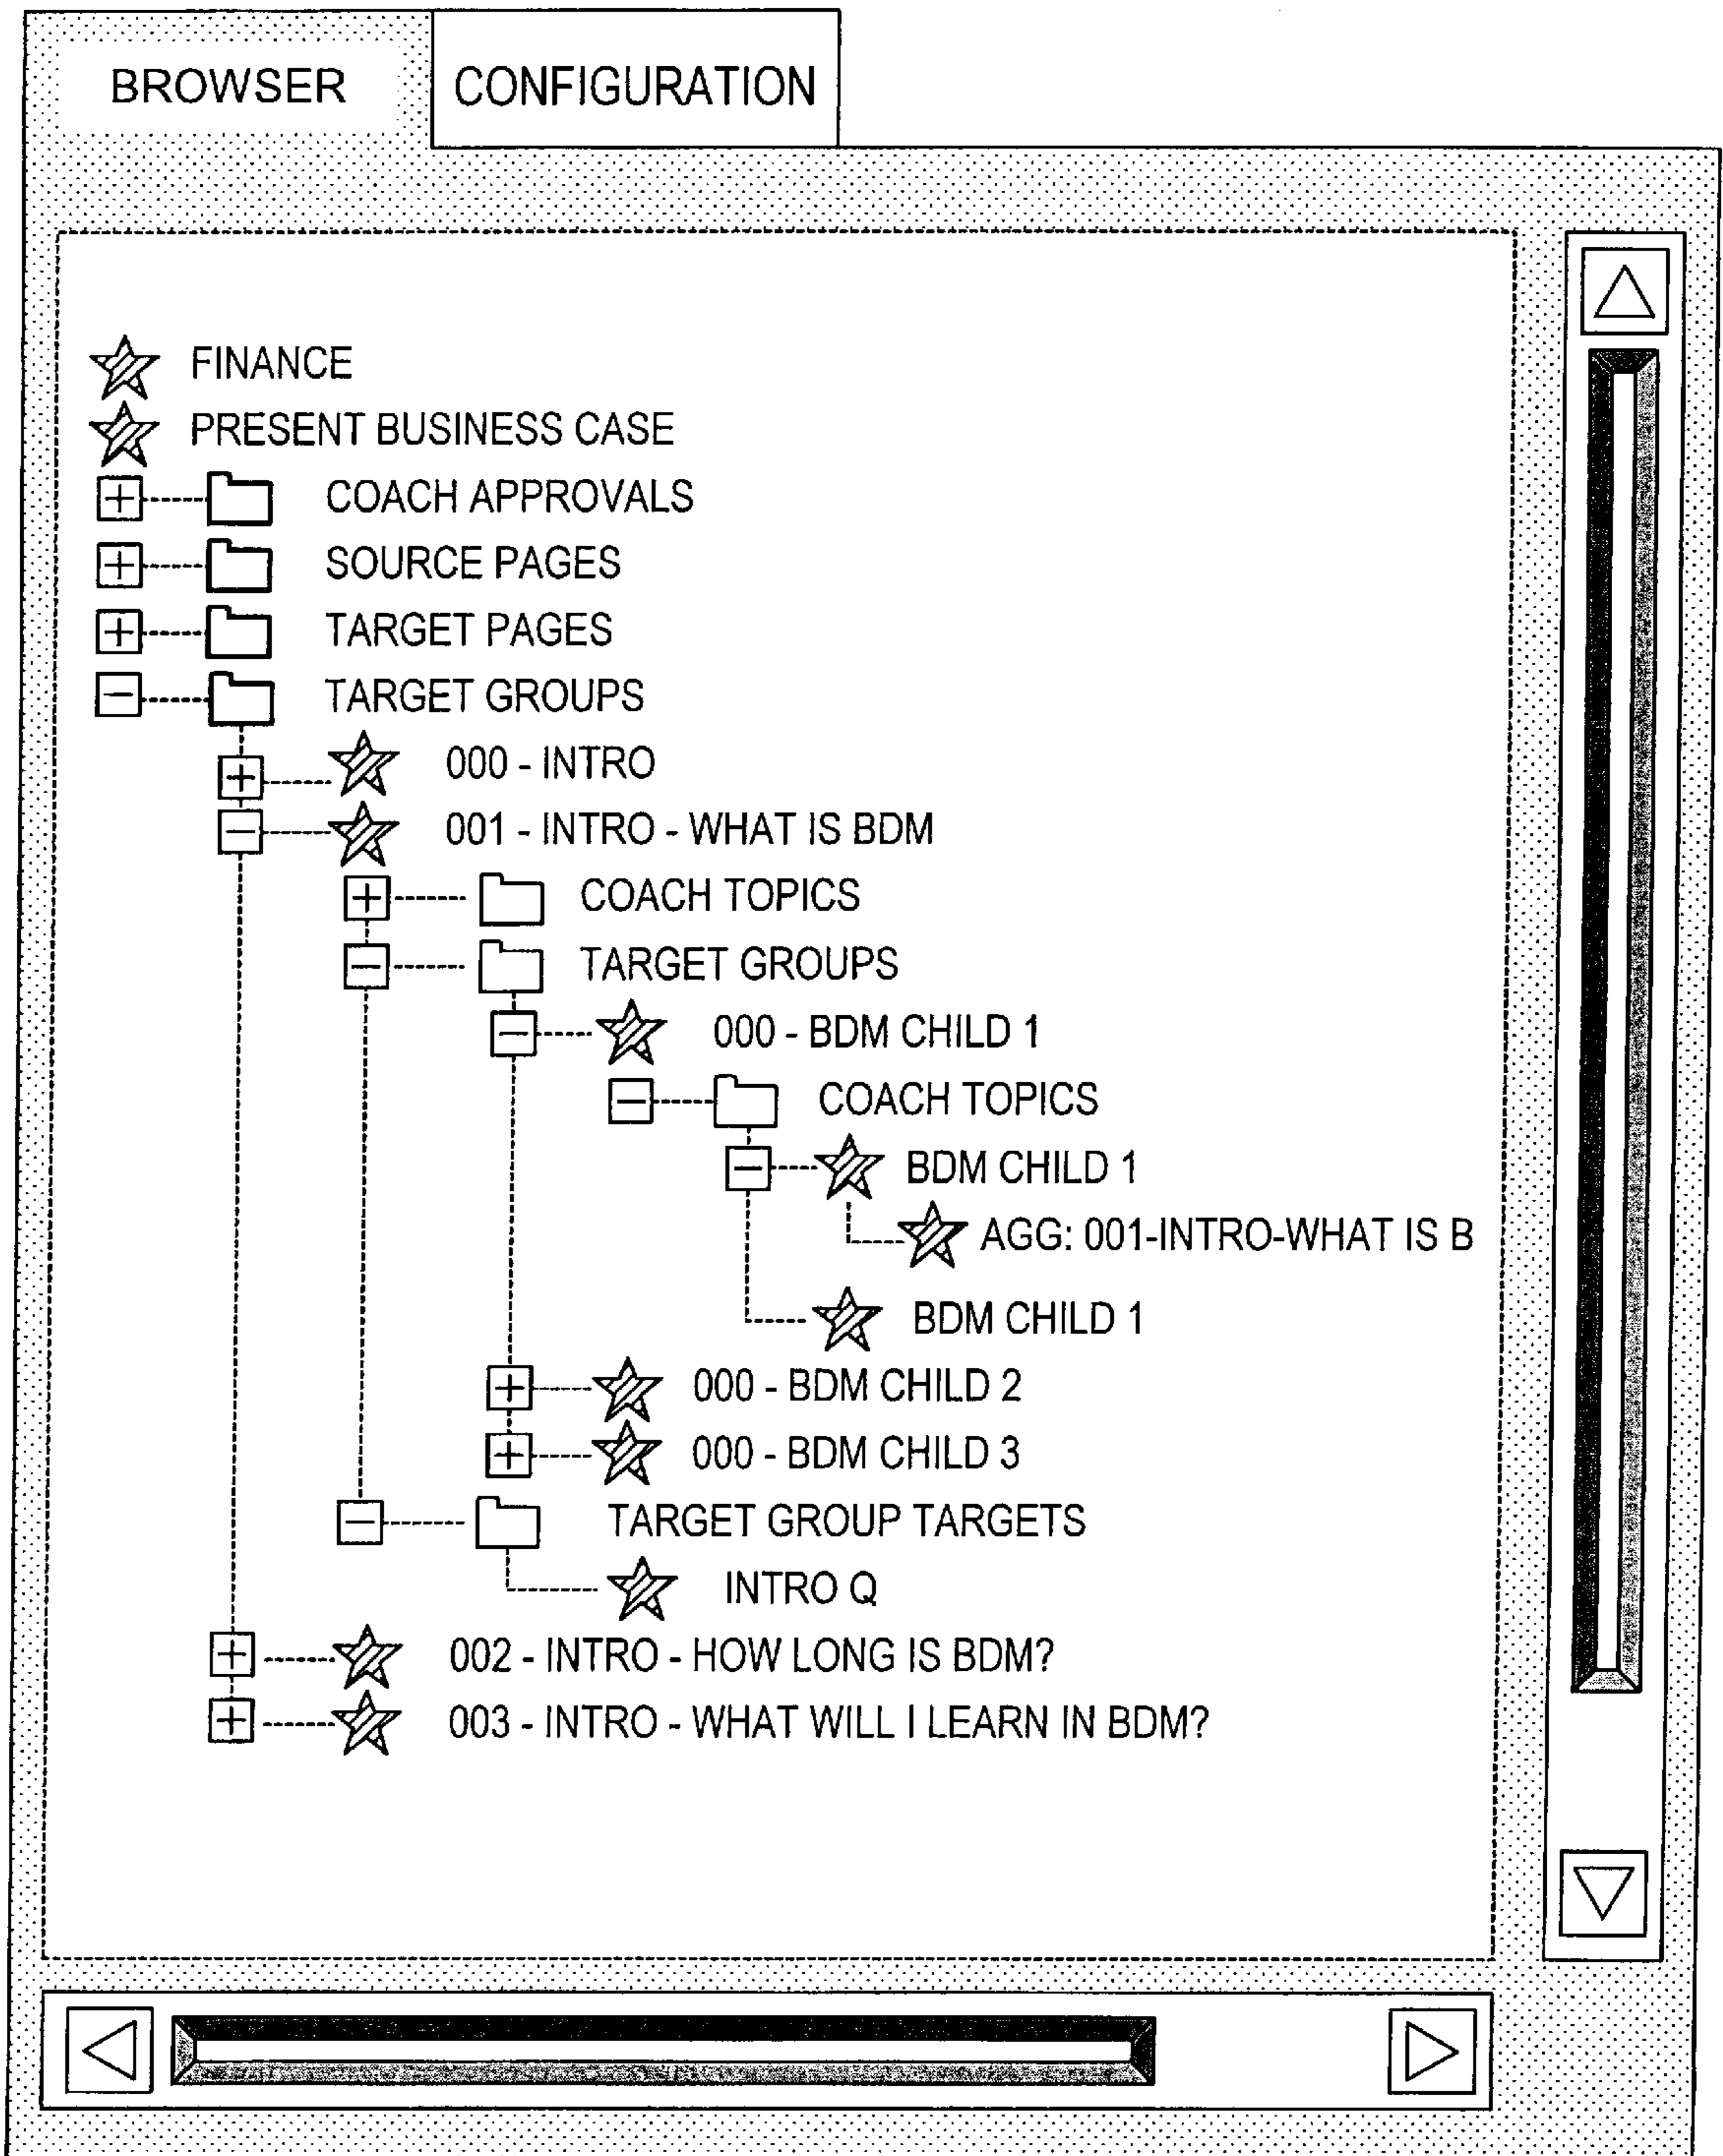 BROWSER
CONFIGURATION
FINANCE
PRESENT BUSINESS CASE
COACH APPROVALS
SOURCE PAGES
TARGET PAGES
TARGET GROUPS
000 - INTRO
001 - INTRO - WHAT IS BDM
COACH TOPICS
TARGET GROUPS
000 - BDM CHILD 1
COACH TOPICS
BDM CHILD 1
AGG: 001-INTRO-WHAT IS B
BDM CHILD 1
000 - BDM CHILD 2
000 - BDM CHILD 3
TARGET GROUP TARGETS
INTRO Q
002 - INTRO - HOW LONG IS BDM?
003 - INTRO - WHAT WILL I LEARN IN BDM?